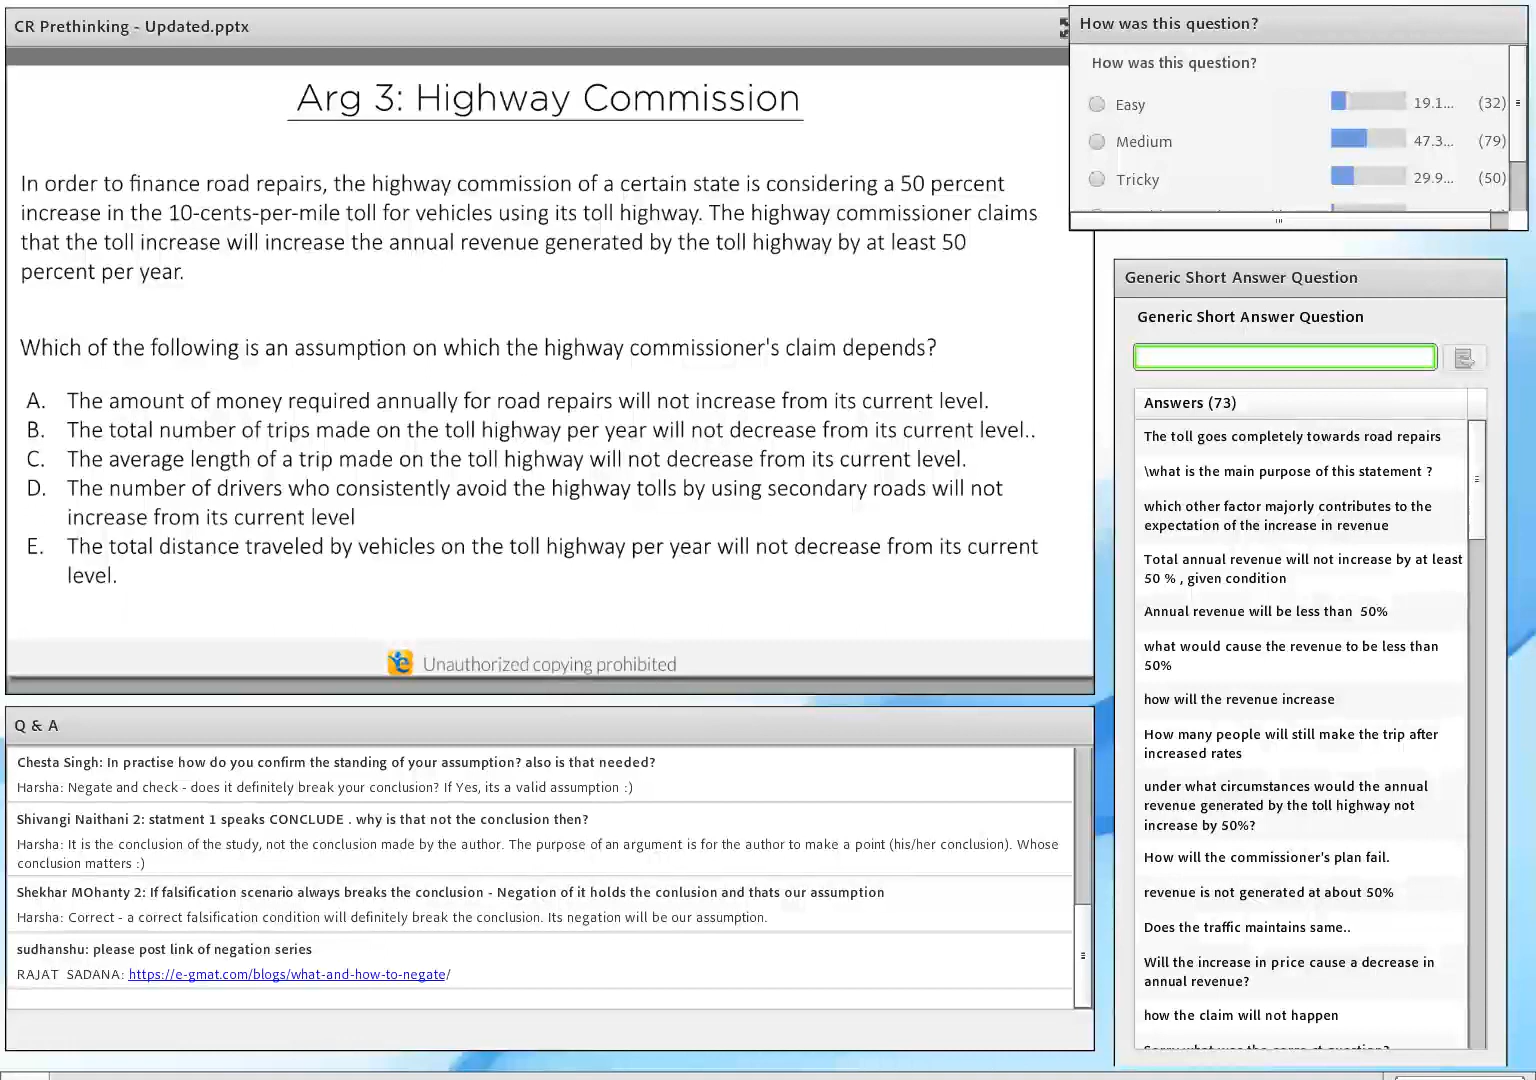 CR Prethinking - Updated.pptx
Arg 3: Highway Commission
In order to finance road repairs, the highway commission of a certain state is considering a 50 percent
increase in the 10-cents-per-mile toll for vehicles using its toll highway. The highway commissioner claims
that the toll increase will increase the annual revenue generated by the toll highway by at least 50
percent per year.
Which of the following is an assumption on which the highway commissioner's claim depends?
A. The amount of money required annually for road repairs will not increase from its current level.
B. The total number of trips made on the toll highway per year will not decrease from its current level..
C. The average length of a trip made on the toll highway will not decrease from its current level.
D. The number of drivers who consistently avoid the highway tolls by using secondary roads will not
increase from its current level
E. The total distance traveled by vehicles on the toll highway per year will not decrease from its current
level.
Unauthorized copying prohibited
Q & A
Chesta Singh: In practise how do you confirm the standing of your assumption? also is that needed?
Harsha: Negate and check - does it definitely break your conclusion? If Yes, its a valid assumption :)
Shivangi Naithani 2: statment 1 speaks CONCLUDE . why is that not the conclusion then?
Harsha: It is the conclusion of the study, not the conclusion made by the author. The purpose of an argument is for the author to make a point (his/her conclusion). Whose
conclusion matters :)
Shekhar MOhanty 2: If falsification scenario always breaks the conclusion - Negation of it holds the conlusion and thats our assumption
Harsha: Correct - a correct falsification condition will definitely break the conclusion. Its negation will be our assumption.
sudhanshu: please post link of negation series
RAJAT SADANA: https://e-gmat.com/blogs/what-and-how-to-negate/
How was this question?
How was this question?
Easy 19.1... (32)
Medium 47.3... (79)
Tricky 29.9... (50)
Generic Short Answer Question
Generic Short Answer Question
Answers (73)
The toll goes completely towards road repairs
\what is the main purpose of this statement ?
which other factor majorly contributes to the
expectation of the increase in revenue
Total annual revenue will not increase by at least
50 % , given condition
Annual revenue will be less than 50%
what would cause the revenue to be less than
50%
how will the revenue increase
How many people will still make the trip after
increased rates
under what circumstances would the annual
revenue generated by the toll highway not
increase by 50%?
How will the commissioner's plan fail.
revenue is not generated at about 50%
Does the traffic maintains same..
Will the increase in price cause a decrease in
annual revenue?
how the claim will not happen